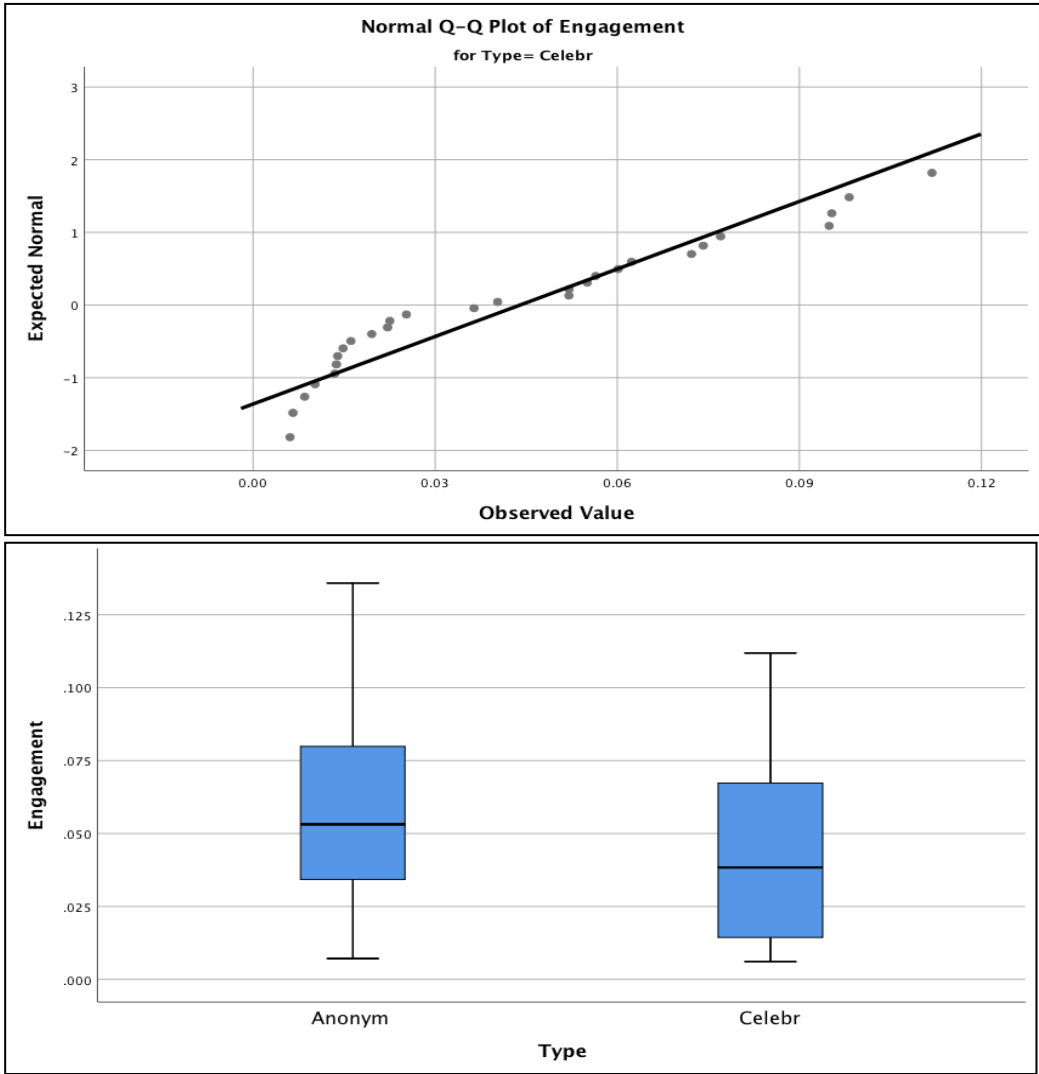 Normal Q-Q Plot of Engagement
for Type= Celebr
Expected Normal
3
2
1
0
-1
-2
0.00 0.03 0.06 0.09 0.12
Observed Value
Engagement
.125
.100
.075
.050
.025
.000
Anonym Celebr
Type